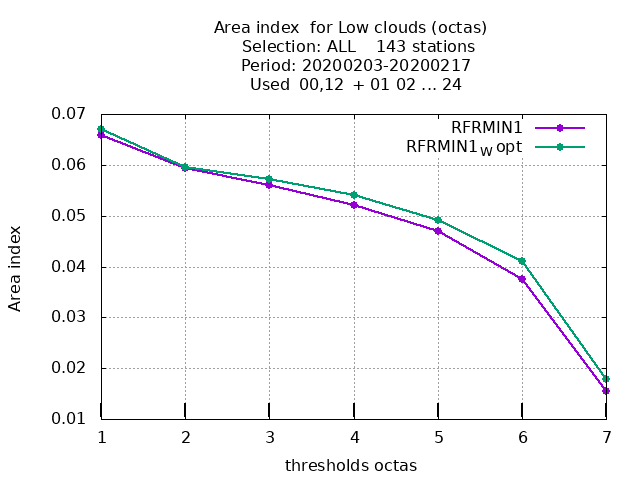 Area index  for Low clouds (octas)
Selection: ALL    143 stations
Period: 20200203-20200217
Used  00,12  + 01 02 ... 24
0.07
RFRMIN1
RFRMIN1W opt
0.06
0.05
0.04
0.03
0.02
0.01
Area index
1 2 3 4 5 6 7
thresholds octas